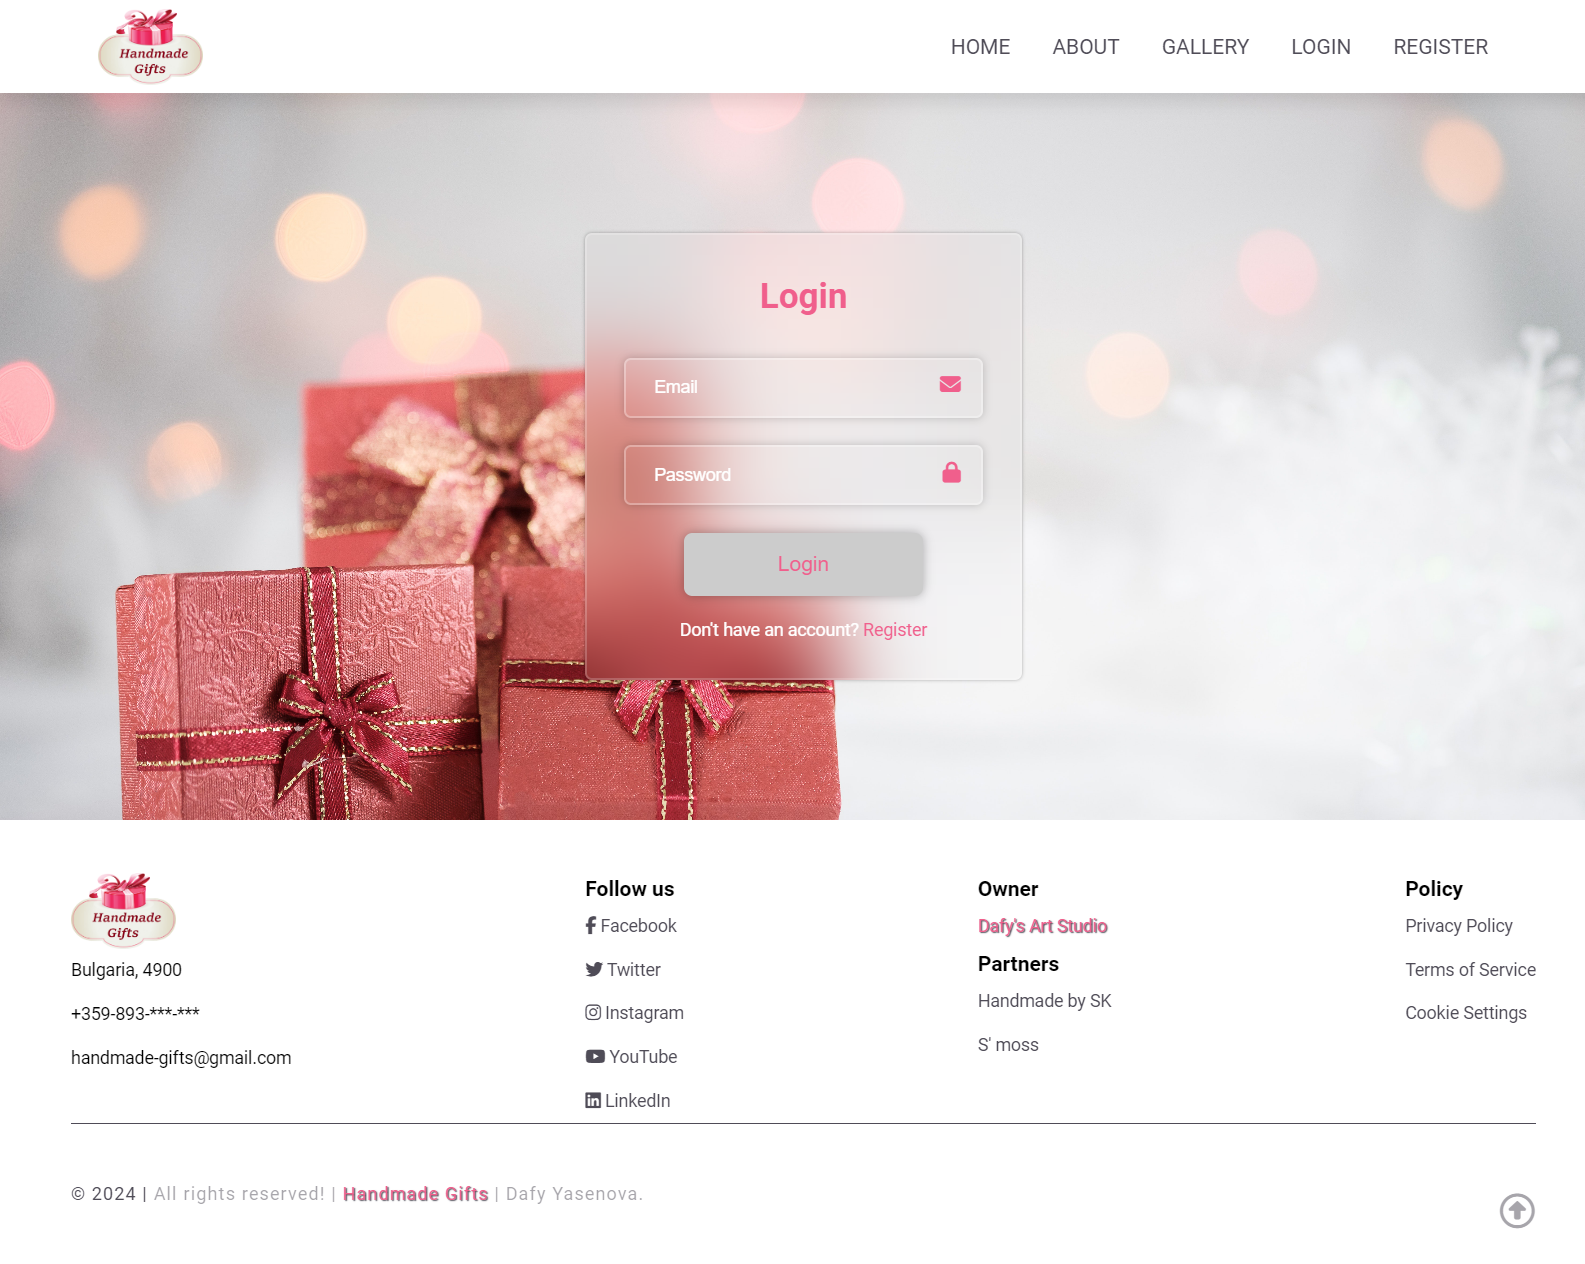 Handmade
Gifts
HOME ABOUT GALLERY LOGIN REGISTER
Login
Email
Password
Login
Don't have an account? Register
Handmade
Gifts
Bulgaria, 4900
+359-893-***-***
handmade-gifts@gmail.com
Follow us
Facebook
Twitter
Instagram
YouTube
LinkedIn
Owner
Dafy's Art Studio
Partners
Handmade by SK
S' moss
Policy
Privacy Policy
Terms of Service
Cookie Settings
© 2024 | All rights reserved! | Handmade Gifts | Dafy Yasenova.